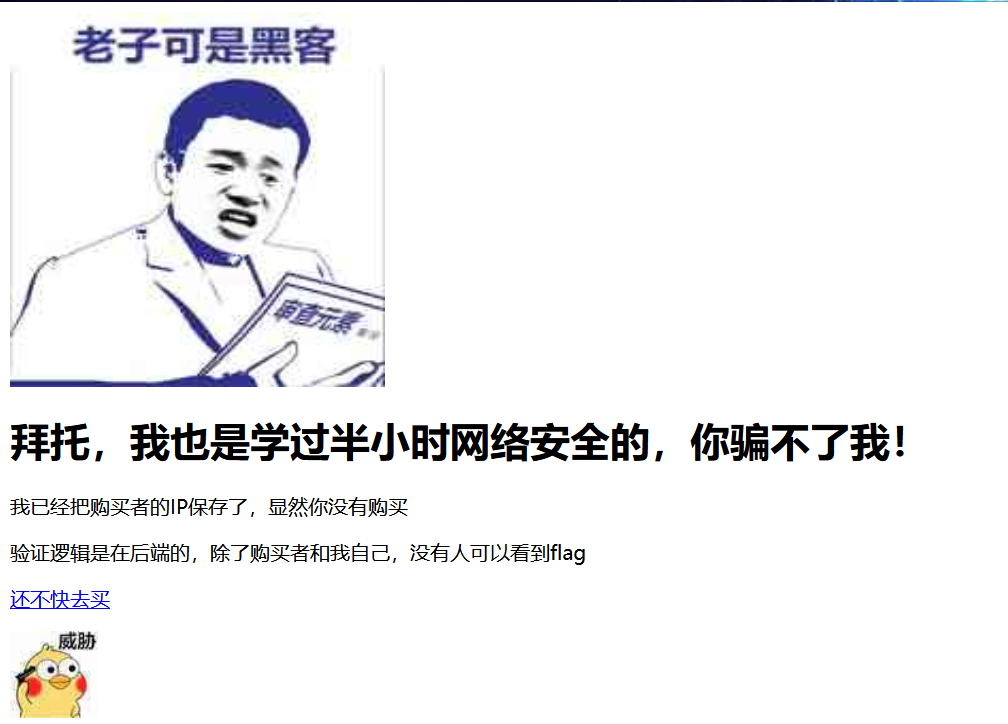 老子可是黑客
审查元素
拜托，我也是学过半小时网络安全的，你骗不了我！
我已经把购买者的IP保存了，显然你没有购买
验证逻辑是在后端的，除了购买者和我自己，没有人可以看到flag
还不快去买
威胁